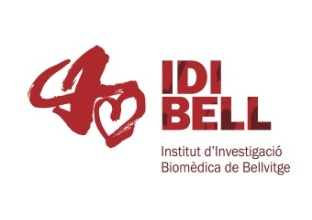 IDI
BELL
Institut d'Investigació
Biomèdica de Bellvitge